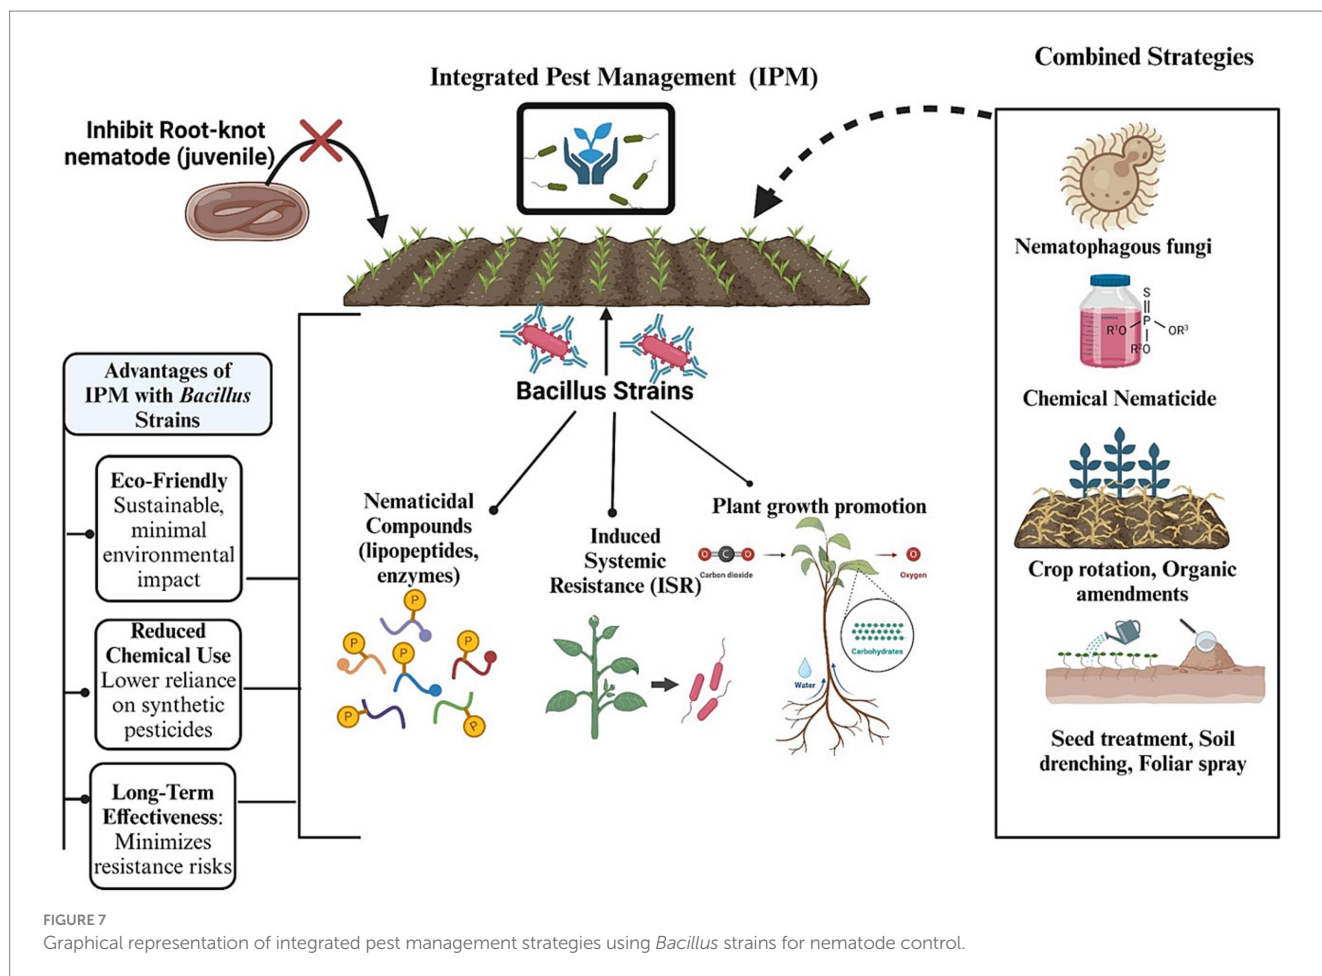 Integrated Pest Management (IPM)
Combined Strategies
Inhibit Root-knot
nematode (juvenile)
Nematophagous fungi
S
P
R¹O
OR³
R²O
Chemical Nematicide
Crop rotation, Organic
amendments
Seed treatment, Soil
drenching, Foliar spray
Bacillus Strains
Advantages of
IPM with Bacillus
Strains
Eco-Friendly
Sustainable,
minimal
environmental
impact
Reduced
Chemical Use
Lower reliance
on synthetic
pesticides
Long-Term
Effectiveness:
Minimizes
resistance risks
Nematicidal
Compounds
(lipopeptides,
enzymes)
P
P
P
P
P
P
Induced
Systemic
Resistance (ISR)
Plant growth promotion
O C O
Carbon dioxide
O
Oxygen
Carbohydrates
Water
FIGURE 7
Graphical representation of integrated pest management strategies using Bacillus strains for nematode control.